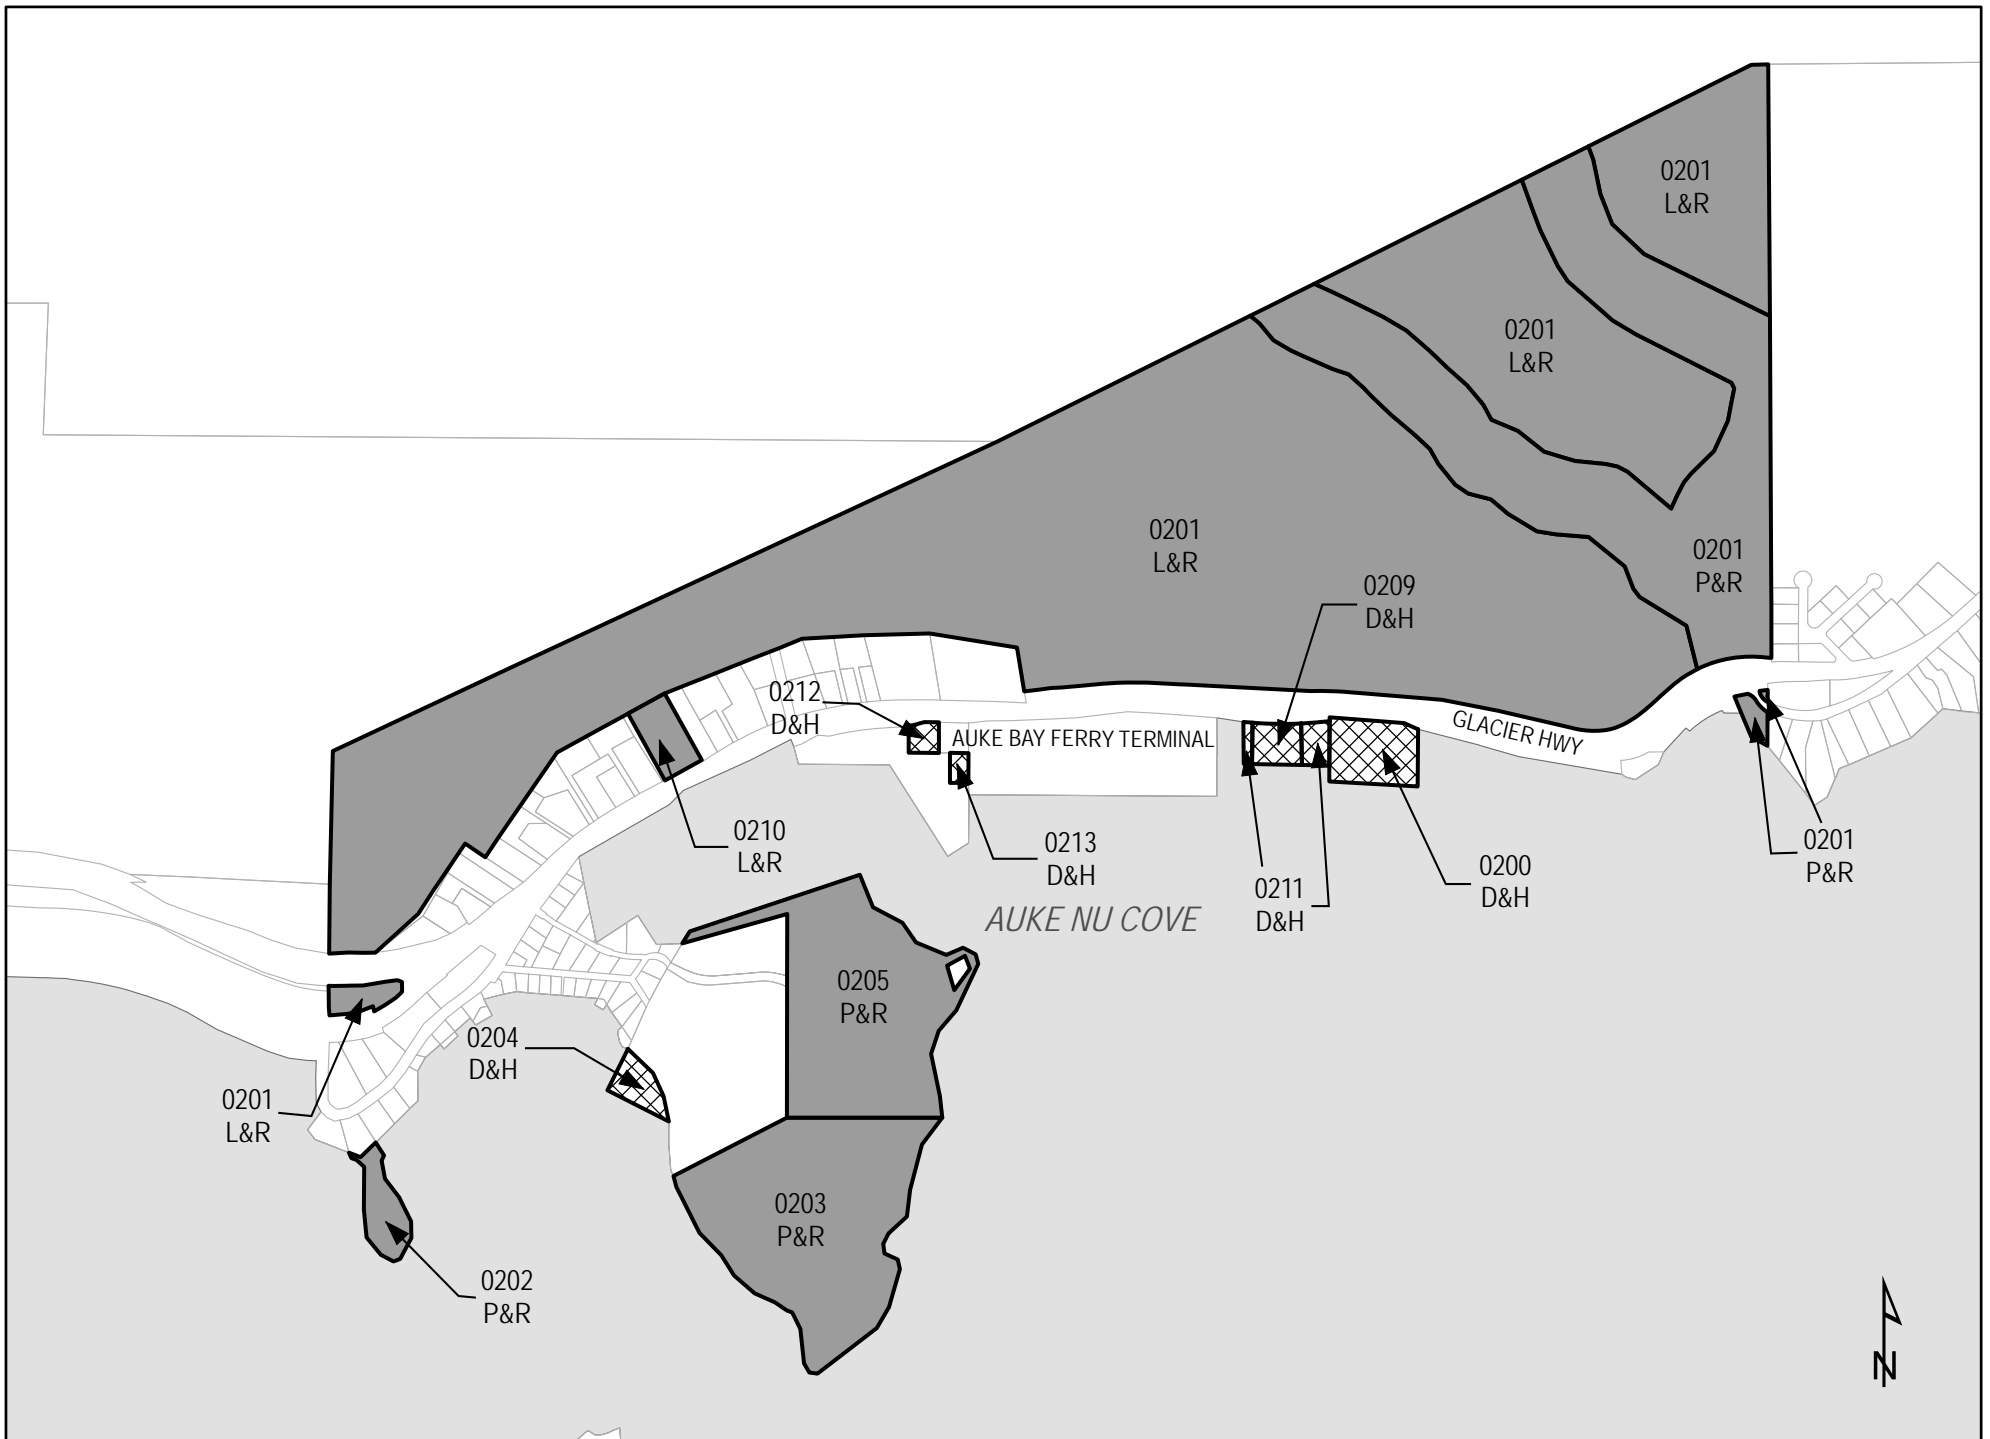 0201
L&R
0201
L&R
0201
L&R
0201
P&R
0209
D&H
0212
D&H
AUKE BAY FERRY TERMINAL
GLACIER HWY
0210
L&R
0213
D&H
0211
D&H
0200
D&H
0201
P&R
AUKE NU COVE
0205
P&R
0204
D&H
0201
L&R
0203
P&R
0202
P&R
N